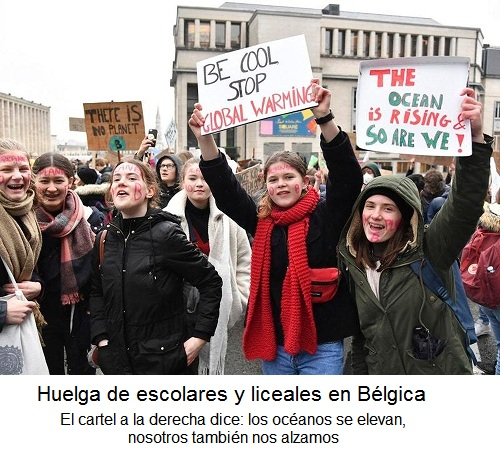 THERE IS
NO PLANET
BE COOL
STOP
GLOBAL WARMING
THE
OCEAN
IS RISING &
SO ARE WE!
Huelga de escolares y liceales en Bélgica
El cartel a la derecha dice: los océanos se elevan,
nosotros también nos alzamos